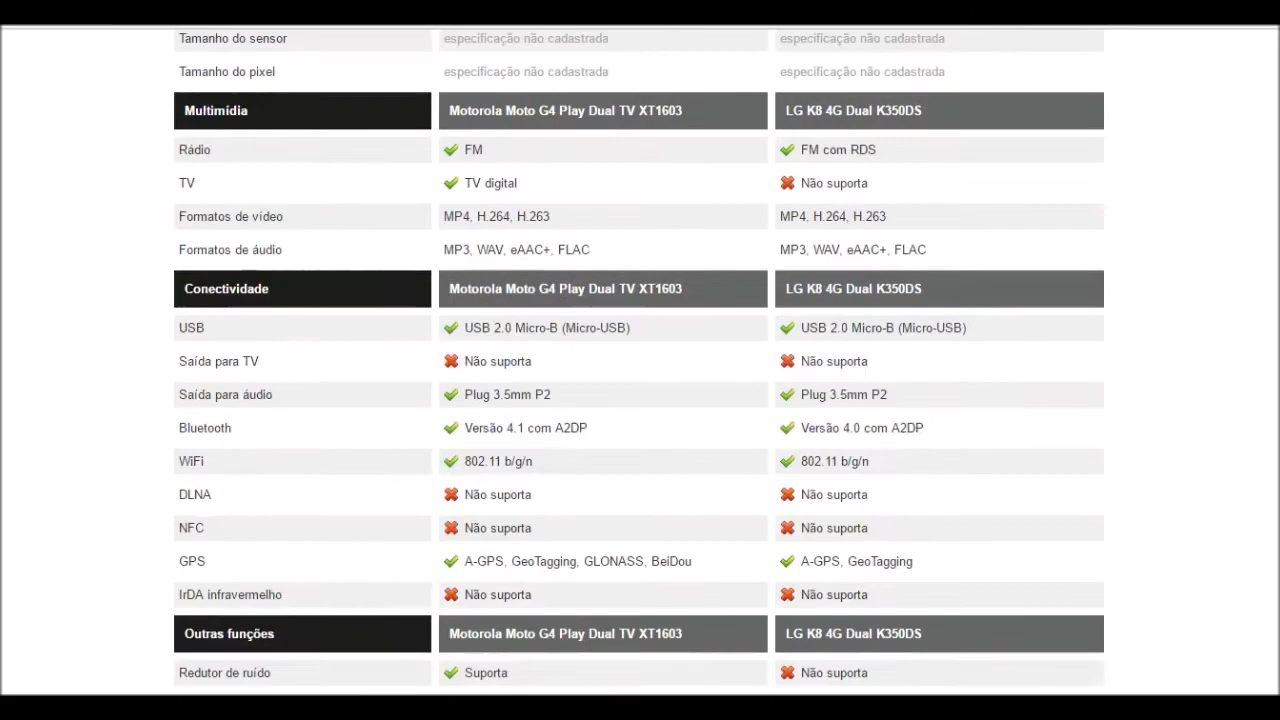 Tamanho do sensor especificação não cadastrada especificação não cadastrada
Tamanho do pixel especificação não cadastrada especificação não cadastrada
Multimídia Motorola Moto G4 Play Dual TV XT1603 LG K8 4G Dual K350DS
Rádio FM FM com RDS
TV TV digital Não suporta
Formatos de vídeo MP4, H.264, H.263 MP4, H.264, H.263
Formatos de áudio MP3, WAV, eAAC+, FLAC MP3, WAV, eAAC+, FLAC
Conectividade Motorola Moto G4 Play Dual TV XT1603 LG K8 4G Dual K350DS
USB USB 2.0 Micro-B (Micro-USB) USB 2.0 Micro-B (Micro-USB)
Saída para TV Não suporta Não suporta
Saída para áudio Plug 3.5mm P2 Plug 3.5mm P2
Bluetooth Versão 4.1 com A2DP Versão 4.0 com A2DP
WiFi 802.11 b/g/n 802.11 b/g/n
DLNA Não suporta Não suporta
NFC Não suporta Não suporta
GPS A-GPS, GeoTagging, GLONASS, BeiDou A-GPS, GeoTagging
IrDA infravermelho Não suporta Não suporta
Outras funções Motorola Moto G4 Play Dual TV XT1603 LG K8 4G Dual K350DS
Redutor de ruído Suporta Não suporta